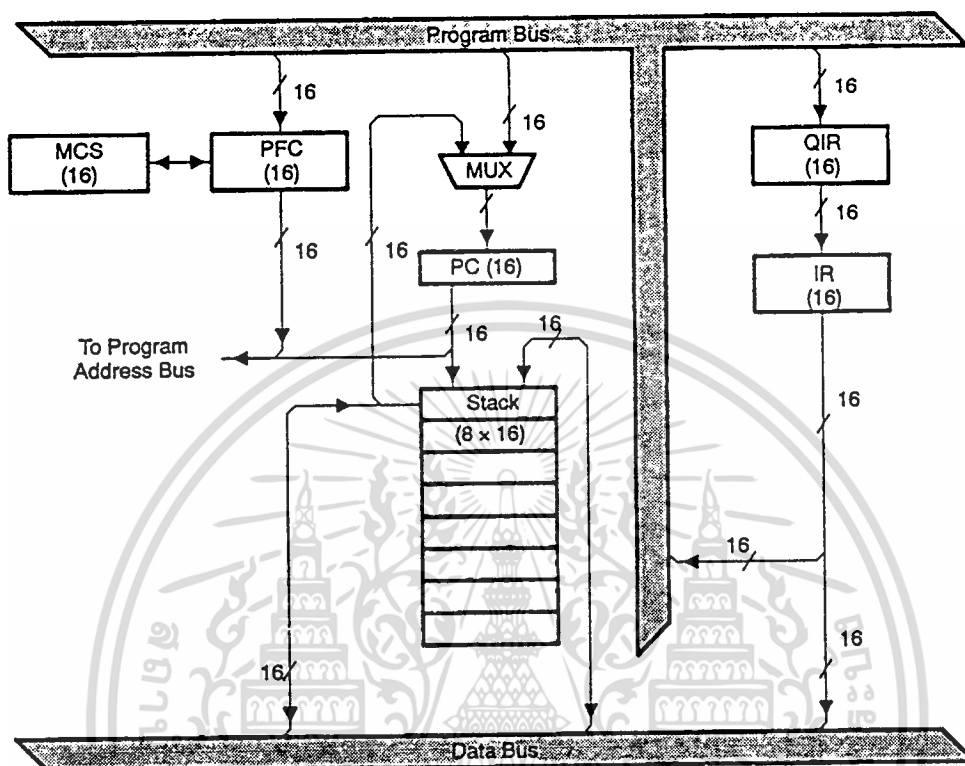 Program Bus
16
16
16
MCS
(16)
PFC
(16)
MUX
QIR
(16)
16
16
16
PC (16)
IR
(16)
16
16
To Program
Address Bus
Stack
(8 × 16)
16
16
16
16
Data Bus